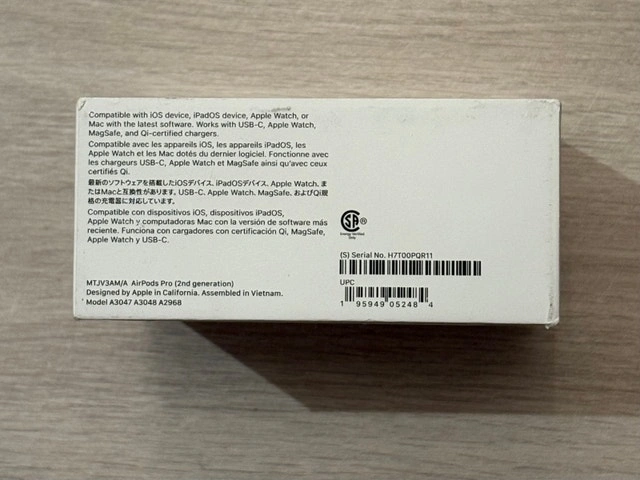 Compatible with iOS device, iPadOS device, Apple Watch, or
Mac with the latest software. Works with USB-C, Apple Watch,
MagSafe, and Qi-certified chargers.
Compatible avec les appareils iOS, les appareils iPadOS, les
Apple Watch et les Mac dotés du dernier logiciel. Fonctionne avec
les chargeurs USB-C, Apple Watch et MagSafe ainsi qu'avec ceux
certifiés Qi.
最新のソフトウェアを搭載したiOSデバイス、iPadOSデバイス、Apple Watch、ま
たはMacと互換性があります。USB-C、Apple Watch、MagSafe、およびQi規
格の充電器に対応しています。
Compatible con dispositivos iOS, dispositivos iPadOS,
Apple Watch y computadoras Mac con la versión de software más
reciente. Funciona con cargadores con certificación Qi, MagSafe,
Apple Watch y USB-C.
SA®
Energy Verified
Only
(S) Serial No. H7T00PQR11
UPC
1 95949 05248 4
MTJV3AM/A AirPods Pro (2nd generation)
Designed by Apple in California. Assembled in Vietnam.
Model A3047 A3048 A2968